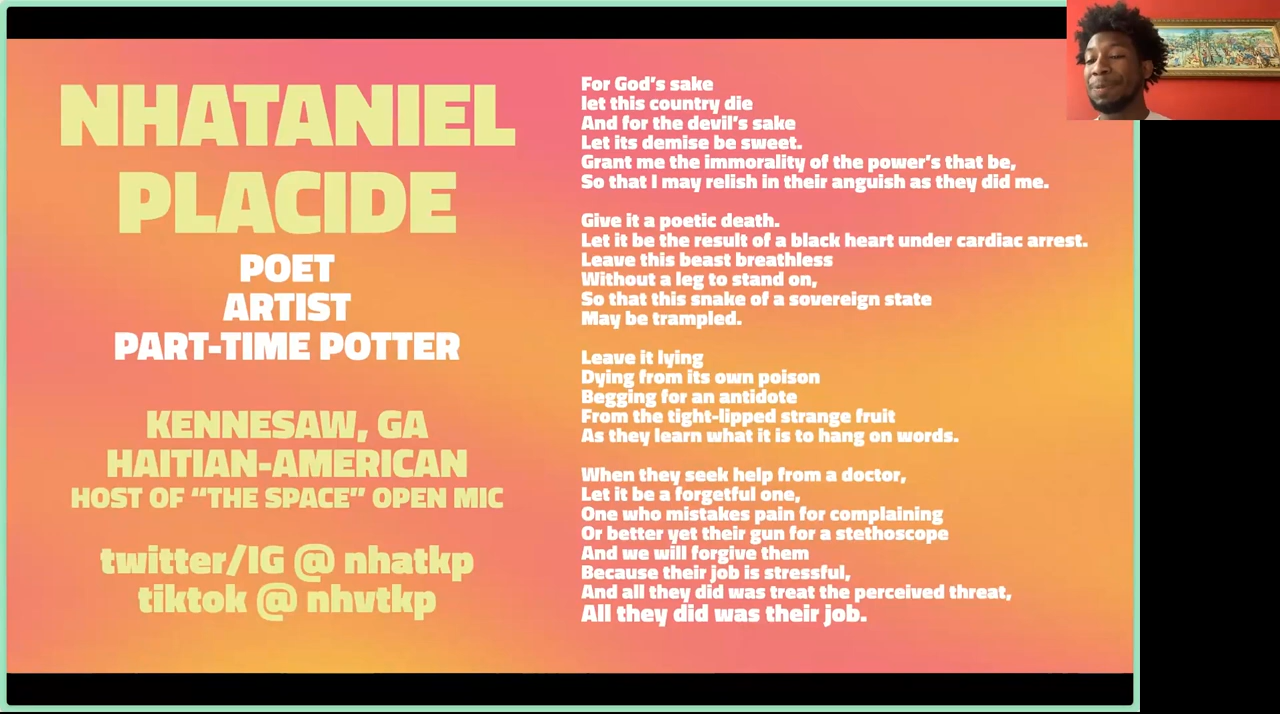 NHATANIEL
PLACIDE
POET
ARTIST
PART-TIME POTTER
KENNESAW, GA
HAITIAN-AMERICAN
HOST OF “THE SPACE” OPEN MIC
twitter/IG @ nhatkp
tiktok @ nhvtkp
For God’s sake
let this country die
And for the devil’s sake
Let its demise be sweet.
Grant me the immorality of the power’s that be,
So that I may relish in their anguish as they did me.
Give it a poetic death.
Let it be the result of a black heart under cardiac arrest.
Leave this beast breathless
Without a leg to stand on,
So that this snake of a sovereign state
May be trampled.
Leave it lying
Dying from its own poison
Begging for an antidote
From the tight-lipped strange fruit
As they learn what it is to hang on words.
When they seek help from a doctor,
Let it be a forgetful one,
One who mistakes pain for complaining
Or better yet their gun for a stethoscope
And we will forgive them
Because their job is stressful,
And all they did was treat the perceived threat,
All they did was their job.